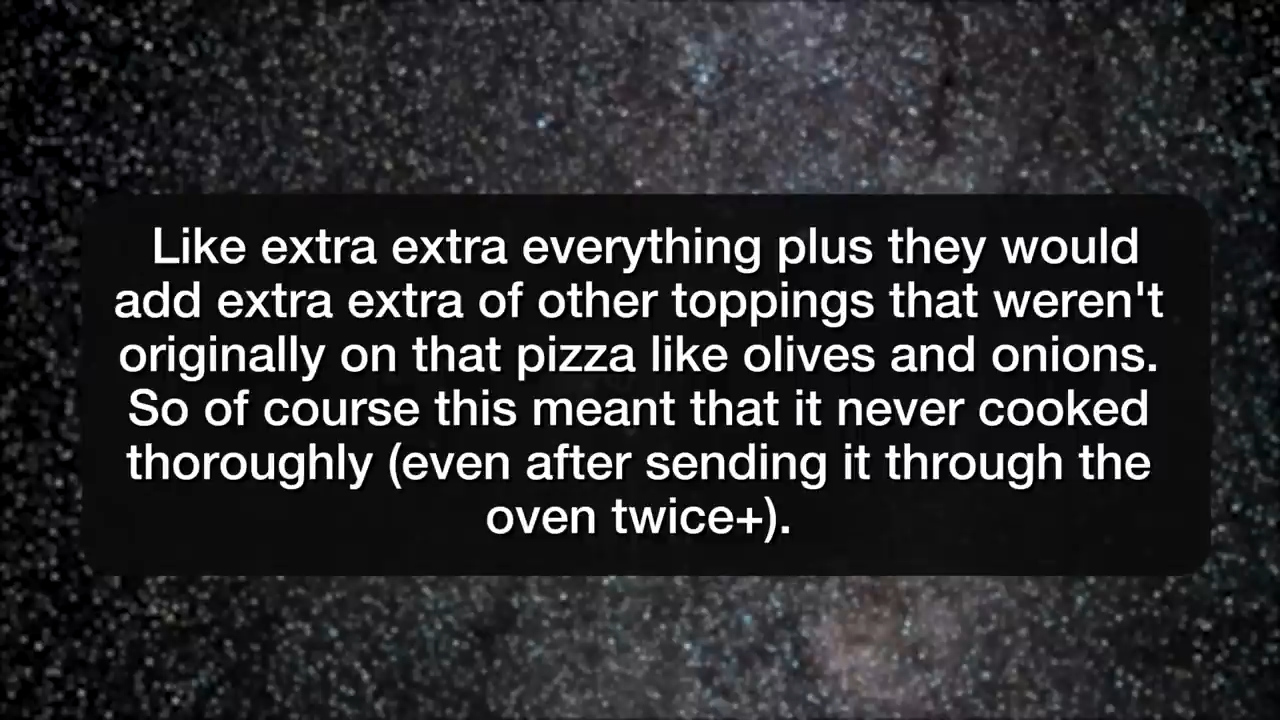 Like extra extra everything plus they would
add extra extra of other toppings that weren't
originally on that pizza like olives and onions.
So of course this meant that it never cooked
thoroughly (even after sending it through the
oven twice+).